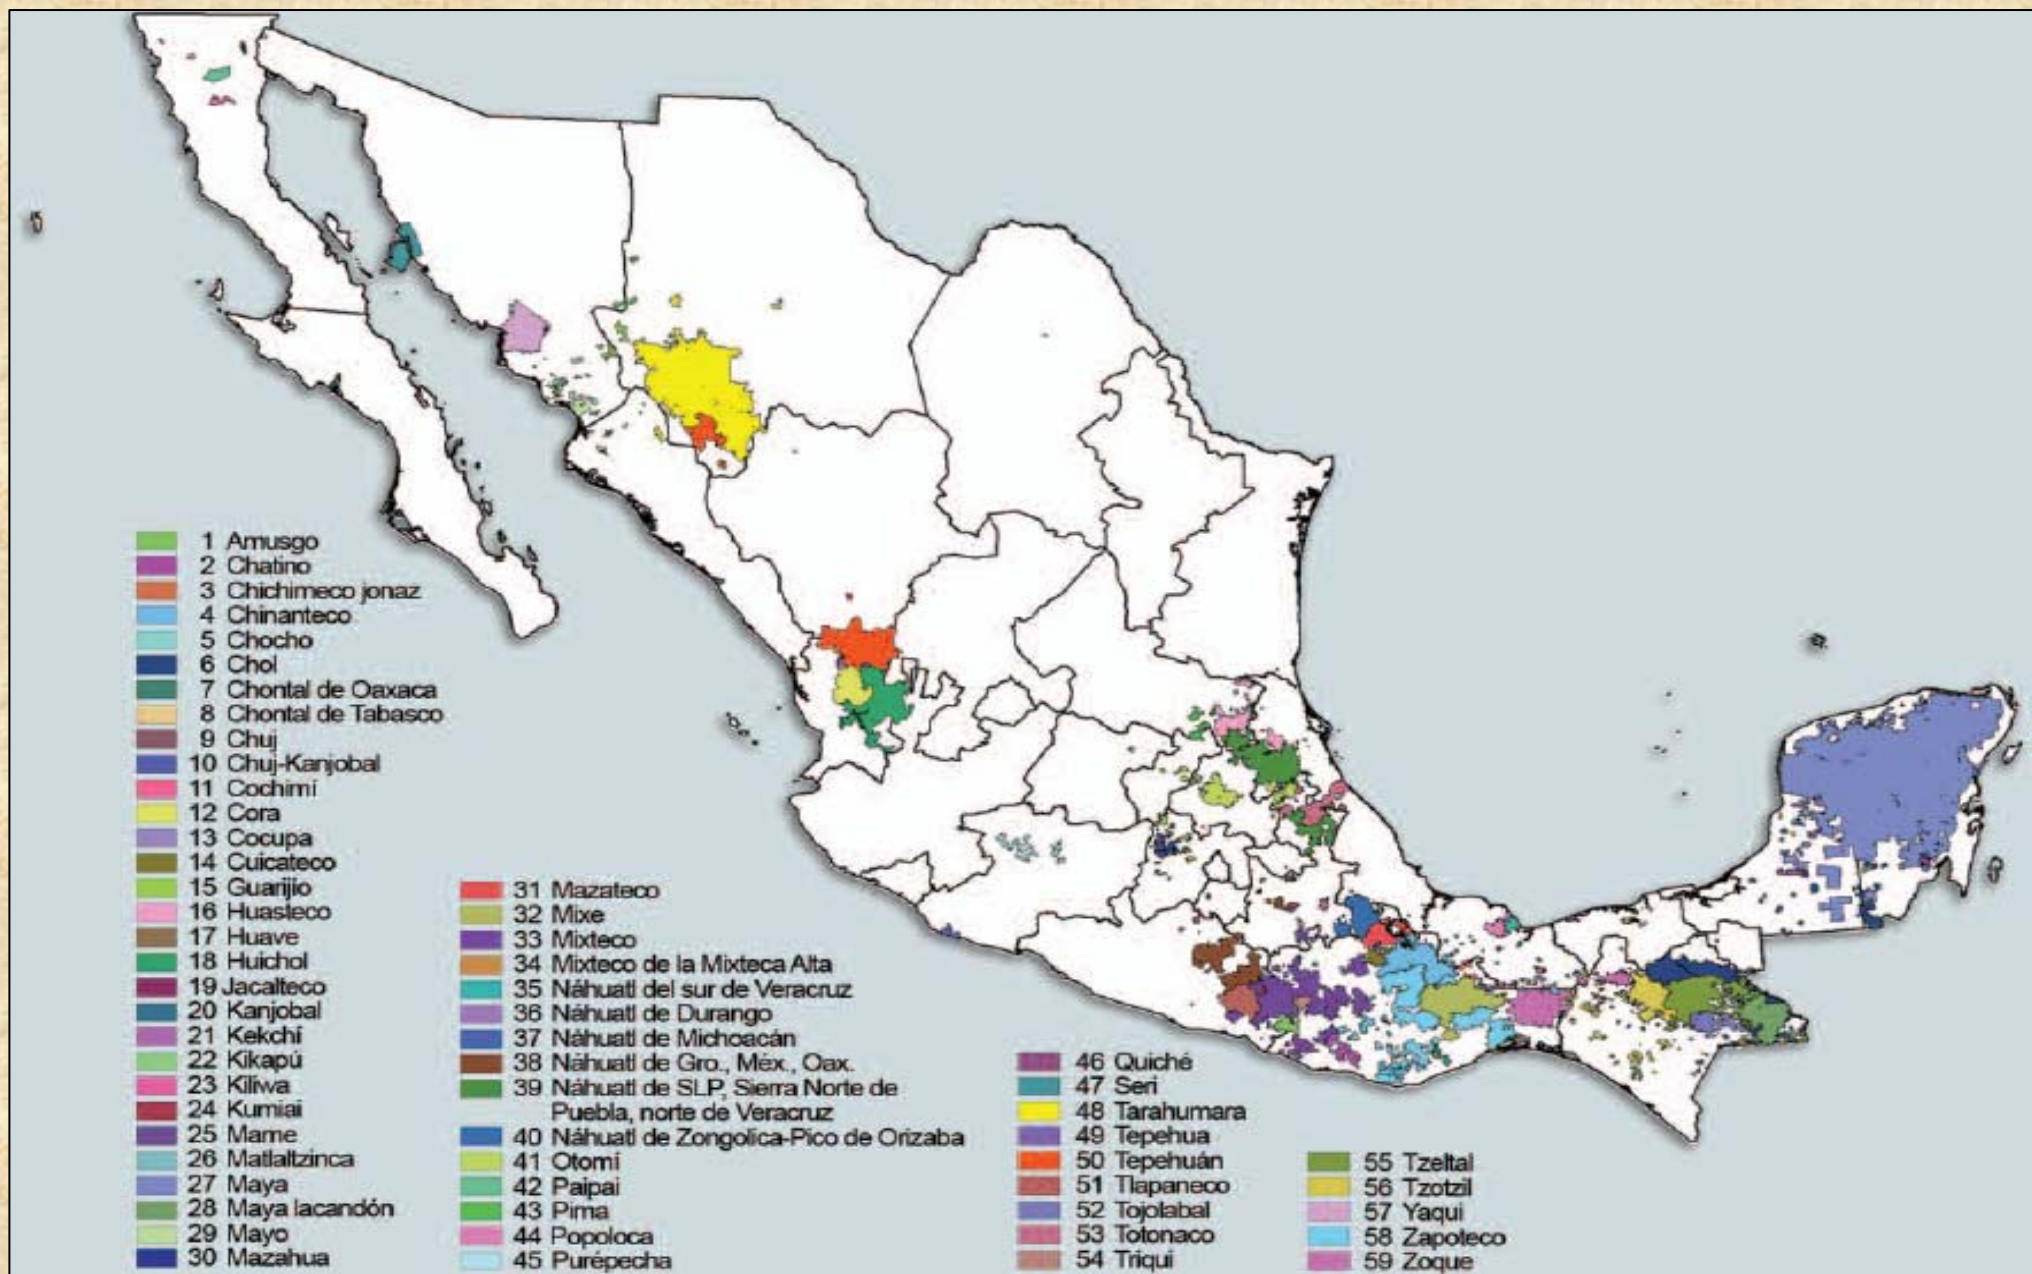 1 Amusgo
2 Chatino
3 Chichimeco jonaz
4 Chinanteco
5 Chocho
6 Chol
7 Chontal de Oaxaca
8 Chontal de Tabasco
9 Chuj
10 Chuj-Kanjobal
11 Cochimí
12 Cora
13 Cocupa
14 Cuicateco
15 Guarijio
16 Huasteco
17 Huave
18 Huichol
19 Jacalteco
20 Kanjobal
21 Kekchí
22 Kikapú
23 Kiliwa
24 Kumiai
25 Mame
26 Matlaltzinca
27 Maya
28 Maya lacandón
29 Mayo
30 Mazahua
31 Mazateco
32 Mixe
33 Mixteco
34 Mixteco de la Mixteca Alta
35 Náhuatl del sur de Veracruz
36 Náhuatl de Durango
37 Náhuatl de Michoacán
38 Náhuatl de Gro., Méx., Oax.
39 Náhuatl de SLP, Sierra Norte de
Puebla, norte de Veracruz
40 Náhuatl de Zongolica-Pico de Orizaba
41 Otomí
42 Paipai
43 Pima
44 Popoloca
45 Purépecha
46 Quiché
47 Seri
48 Tarahumara
49 Tepehua
50 Tepehuán
51 Tlapaneco
52 Tojolabal
53 Totonaco
54 Triqui
55 Tzeltal
56 Tzotzil
57 Yaqui
58 Zapoteco
59 Zoque